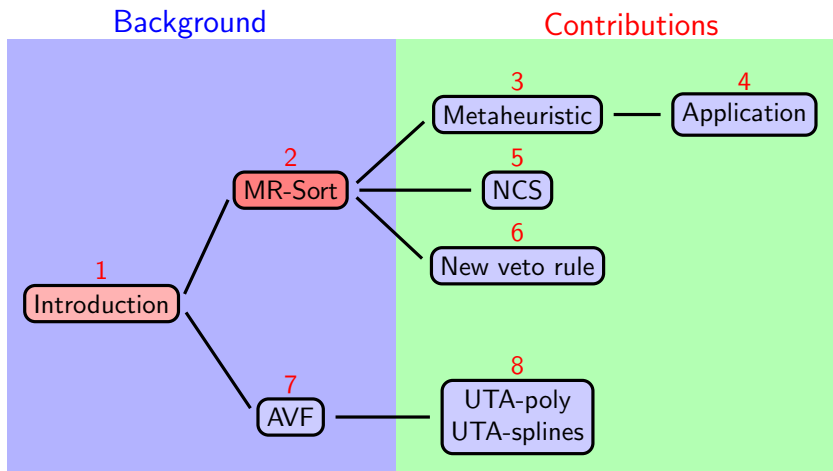 Background
Contributions
1
Introduction
2
MR-Sort
3
Metaheuristic
4
Application
5
NCS
6
New veto rule
7
AVF
8
UTA-poly
UTA-splines